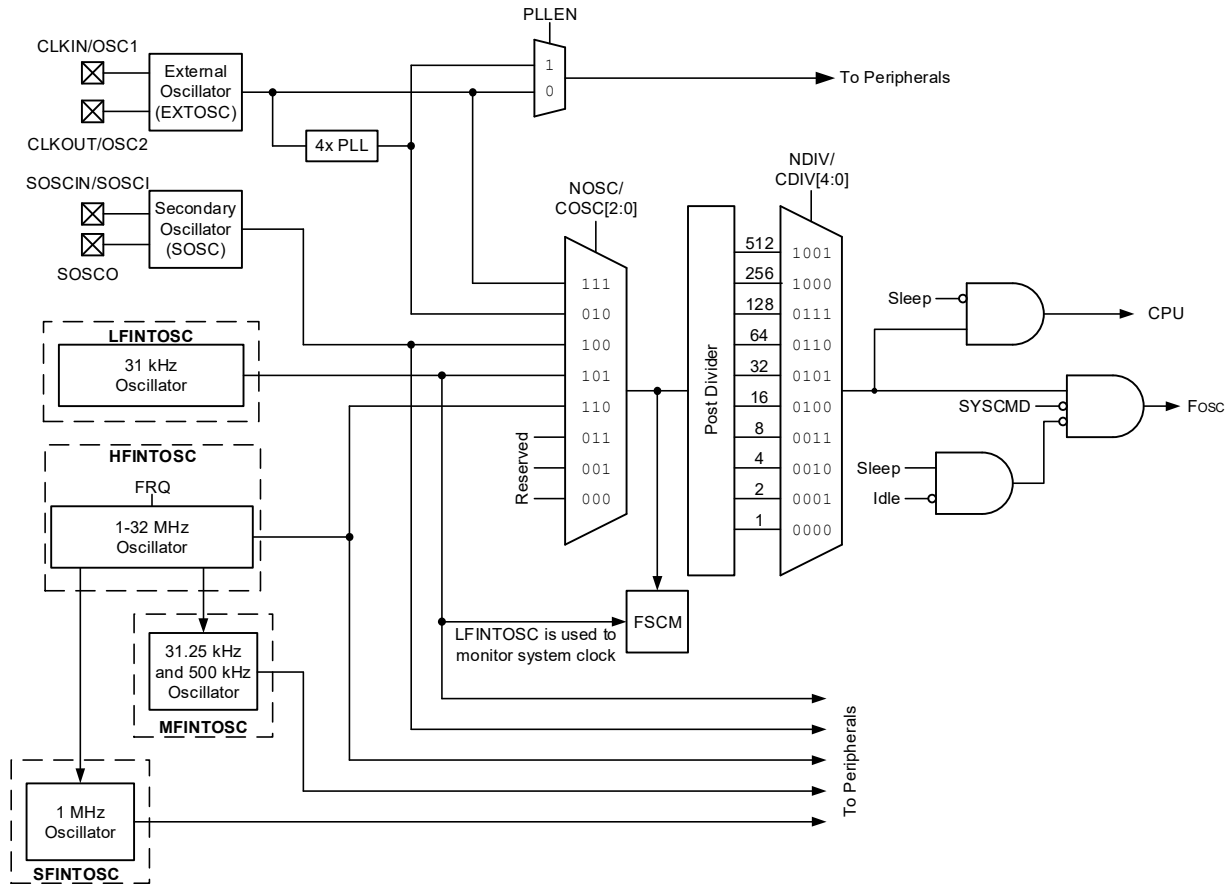 PLLEN
CLKIN/OSC1
External
Oscillator
(EXTOSC)
1
0
To Peripherals
CLKOUT/OSC2
4x PLL
SOSCIN/SOSCI
Secondary
Oscillator
(SOSC)
SOSCO
NOSC/
COSC[2:0]
NDIV/
CDIV[4:0]
111
010
100
101
110
011
001
000
Reserved
Post Divider
512
256
128
64
32
16
8
4
2
1
1001
1000
0111
0110
0101
0100
0011
0010
0001
0000
Sleep
CPU
SYSCMD
FOSC
Sleep
Idle
LFINTOSC
31 kHz
Oscillator
HFINTOSC
FRQ
1-32 MHz
Oscillator
FSCM
LFINTOSC is used to
monitor system clock
31.25 kHz
and 500 kHz
Oscillator
MFINTOSC
To Peripherals
1 MHz
Oscillator
SFINTOSC